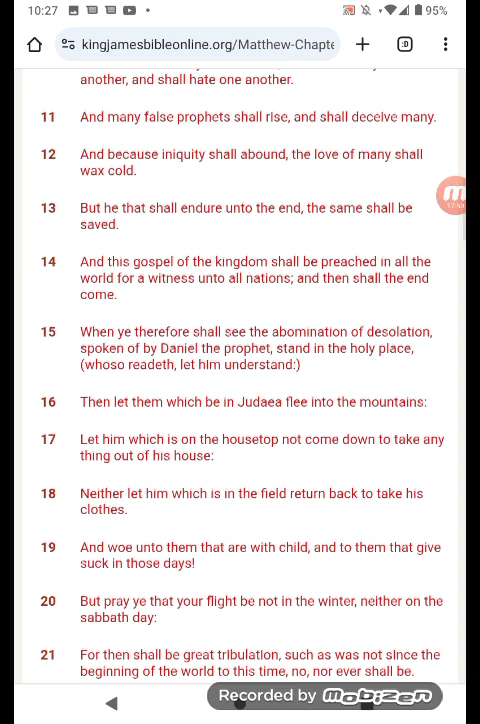 10:27
95%
kingjamesbibleonline.org/Matthew-Chapte
:D
another, and shall hate one another.
11 And many false prophets shall rise, and shall deceive many.
12 And because iniquity shall abound, the love of many shall
wax cold.
13 But he that shall endure unto the end, the same shall be
saved.
14 And this gospel of the kingdom shall be preached in all the
world for a witness unto all nations; and then shall the end
come.
15 When ye therefore shall see the abomination of desolation,
spoken of by Daniel the prophet, stand in the holy place,
(whoso readeth, let him understand:)
16 Then let them which be in Judaea flee into the mountains:
17 Let him which is on the housetop not come down to take any
thing out of his house:
18 Neither let him which is in the field return back to take his
clothes.
19 And woe unto them that are with child, and to them that give
suck in those days!
20 But pray ye that your flight be not in the winter, neither on the
sabbath day:
21 For then shall be great tribulation, such as was not since the
beginning of the world to this time, no, nor ever shall be.
Recorded by mobizen